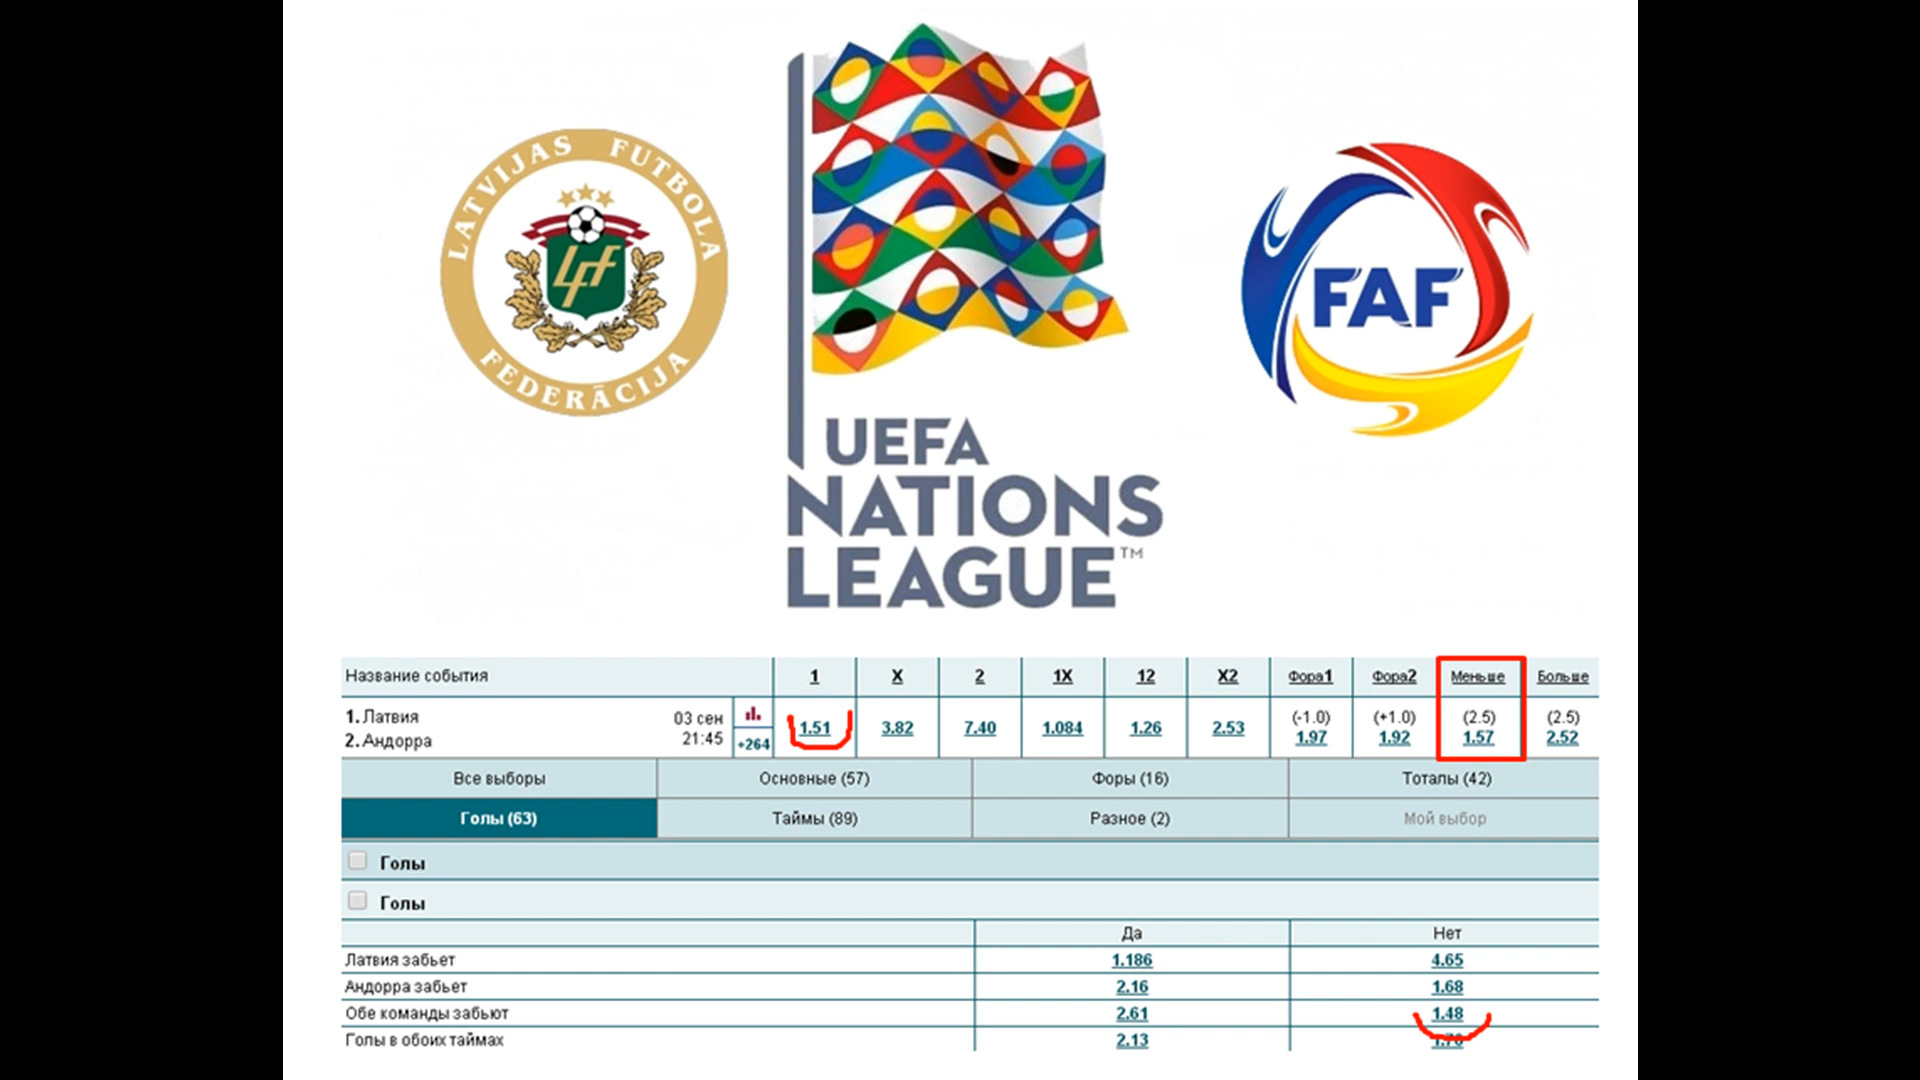 LATVIJAS FUTBOLA
LFF
FEDERĀCIJA
UEFA
NATIONS
LEAGUE™
FAF
Название события 1 X 2 1X 12 X2 Фора1 Фора2 Меньше Больше
1. Латвия 03 сен (-1.0) (+1.0) (2.5) (2.5)
2. Андорра 21:45 +264 1.51 3.82 7.40 1.084 1.26 2.53 1.97 1.92 1.57 2.52
Все выборы Основные (57) Форы (16) Тоталы (42)
Голы (63) Таймы (89) Разное (2) Мой выбор
Голы
Голы
Да Нет
Латвия забьет 1.186 4.65
Андорра забьет 2.16 1.68
Обе команды забьют 2.61 1.48
Голы в обоих таймах 2.13